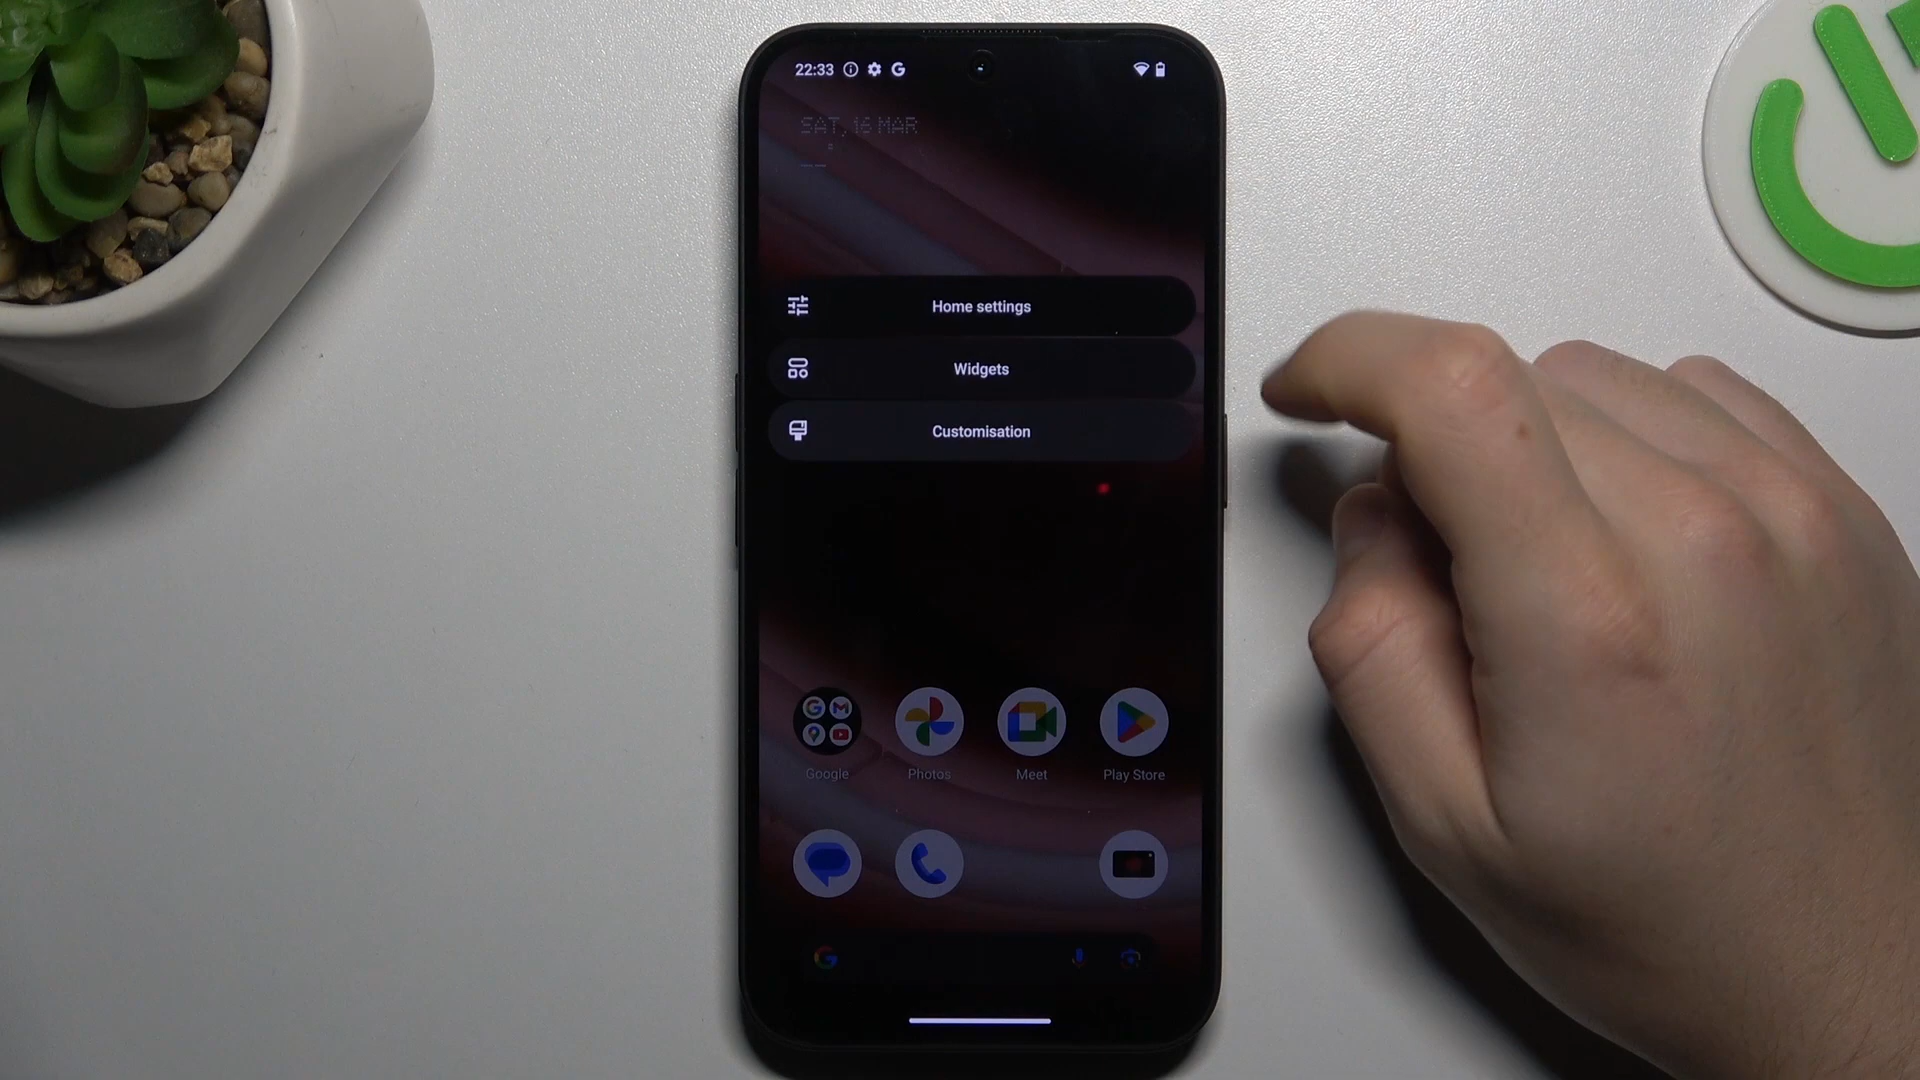 22:33
SAT, 16 MAR
Home settings
Widgets
Customisation
Google
Photos
Meet
Play Store